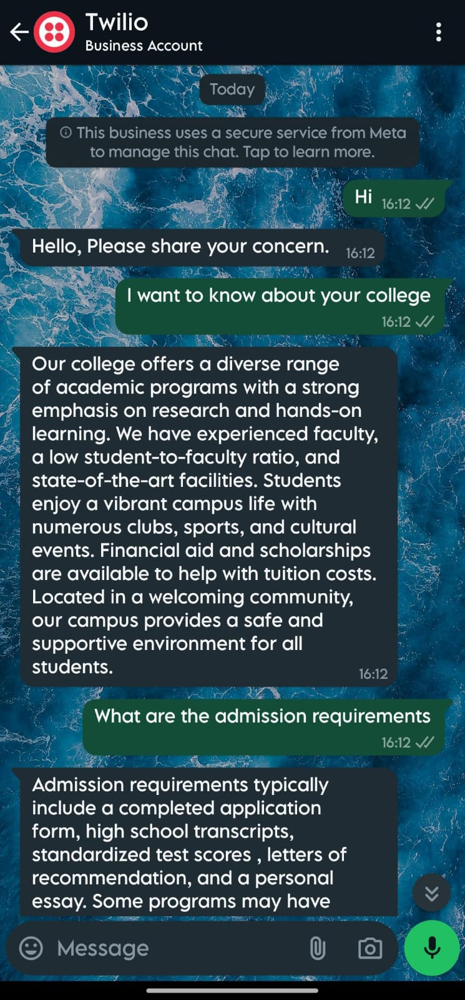 Twilio
Business Account
Today
This business uses a secure service from Meta
to manage this chat. Tap to learn more.
Hi 16:12
Hello, Please share your concern. 16:12
I want to know about your college
16:12
Our college offers a diverse range
of academic programs with a strong
emphasis on research and hands-on
learning. We have experienced faculty,
a low student-to-faculty ratio, and
state-of-the-art facilities. Students
enjoy a vibrant campus life with
numerous clubs, sports, and cultural
events. Financial aid and scholarships
are available to help with tuition costs.
Located in a welcoming community,
our campus provides a safe and
supportive environment for all
students. 16:12
What are the admission requirements
16:12
Admission requirements typically
include a completed application
form, high school transcripts,
standardized test scores , letters of
recommendation, and a personal
essay. Some programs may have
Message